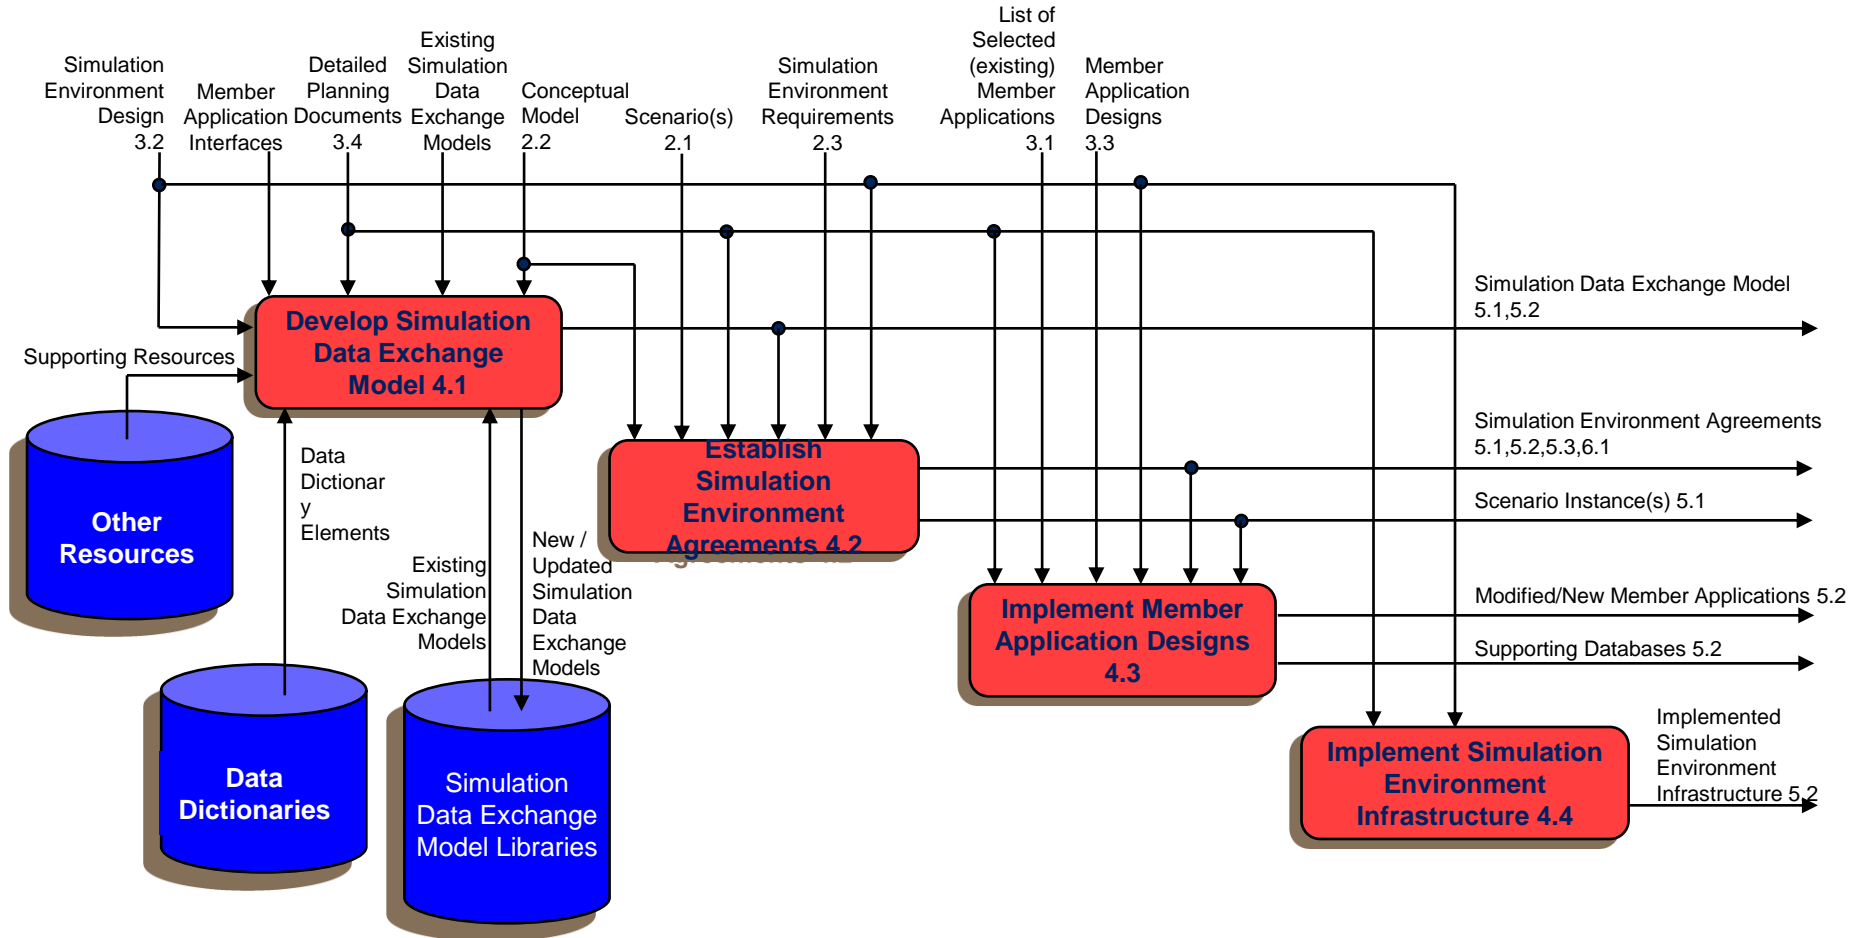 Simulation
Environment
Design
3.2
Member
Application
Interfaces
Detailed
Planning
Documents
3.4
Existing
Simulation
Data
Exchange
Models
Conceptual
Model
2.2
Scenario(s)
2.1
Simulation
Environment
Requirements
2.3
List of
Selected
(existing)
Member
Applications
3.1
Member
Application
Designs
3.3
Develop Simulation
Data Exchange
Model 4.1
Simulation Data Exchange Model
5.1,5.2
Supporting Resources
Other
Resources
Data
Dictionar
y
Elements
Existing
Simulation
Data Exchange
Models
New /
Updated
Simulation
Data
Exchange
Models
Establish
Simulation
Environment
Agreements 4.2
Simulation Environment Agreements
5.1,5.2,5.3,6.1
Scenario Instance(s) 5.1
Implement Member
Application Designs
4.3
Modified/New Member Applications 5.2
Supporting Databases 5.2
Data
Dictionaries
Simulation
Data Exchange
Model Libraries
Implement Simulation
Environment
Infrastructure 4.4
Implemented
Simulation
Environment
Infrastructure 5.2